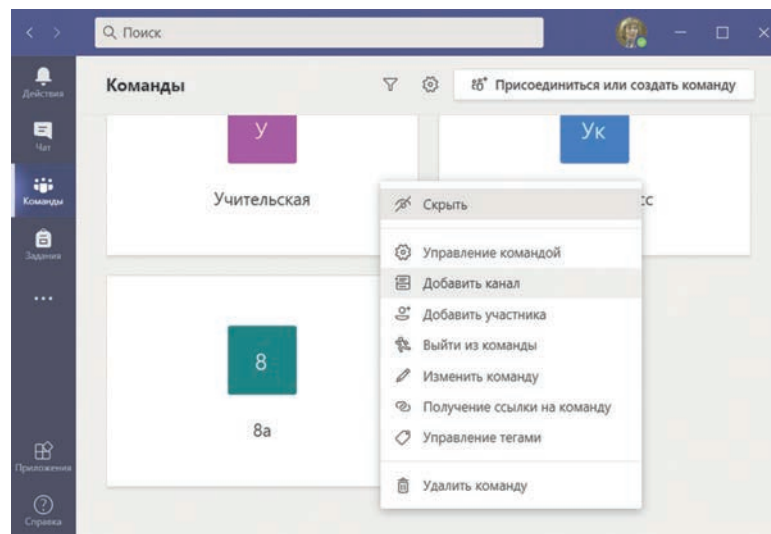 Поиск
Действия
Чат
Команды
Задания
Приложения
Справка
Команды
Присоединиться или создать команду
У
Учительская
Ук
сс
8
8а
Скрыть
Управление командой
Добавить канал
Добавить участника
Выйти из команды
Изменить команду
Получение ссылки на команду
Управление тегами
Удалить команду